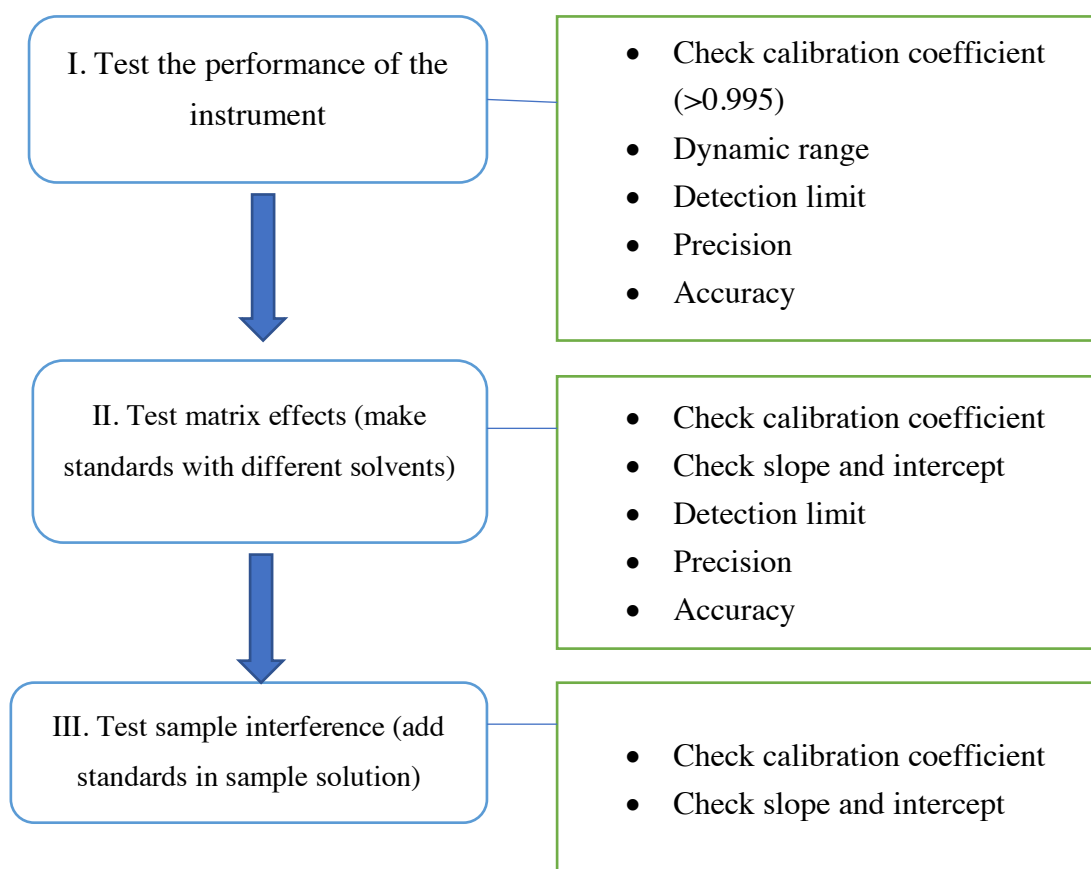 I. Test the performance of the
instrument
• Check calibration coefficient
(>0.995)
• Dynamic range
• Detection limit
• Precision
• Accuracy
II. Test matrix effects (make
standards with different solvents)
• Check calibration coefficient
• Check slope and intercept
• Detection limit
• Precision
• Accuracy
III. Test sample interference (add
standards in sample solution)
• Check calibration coefficient
• Check slope and intercept